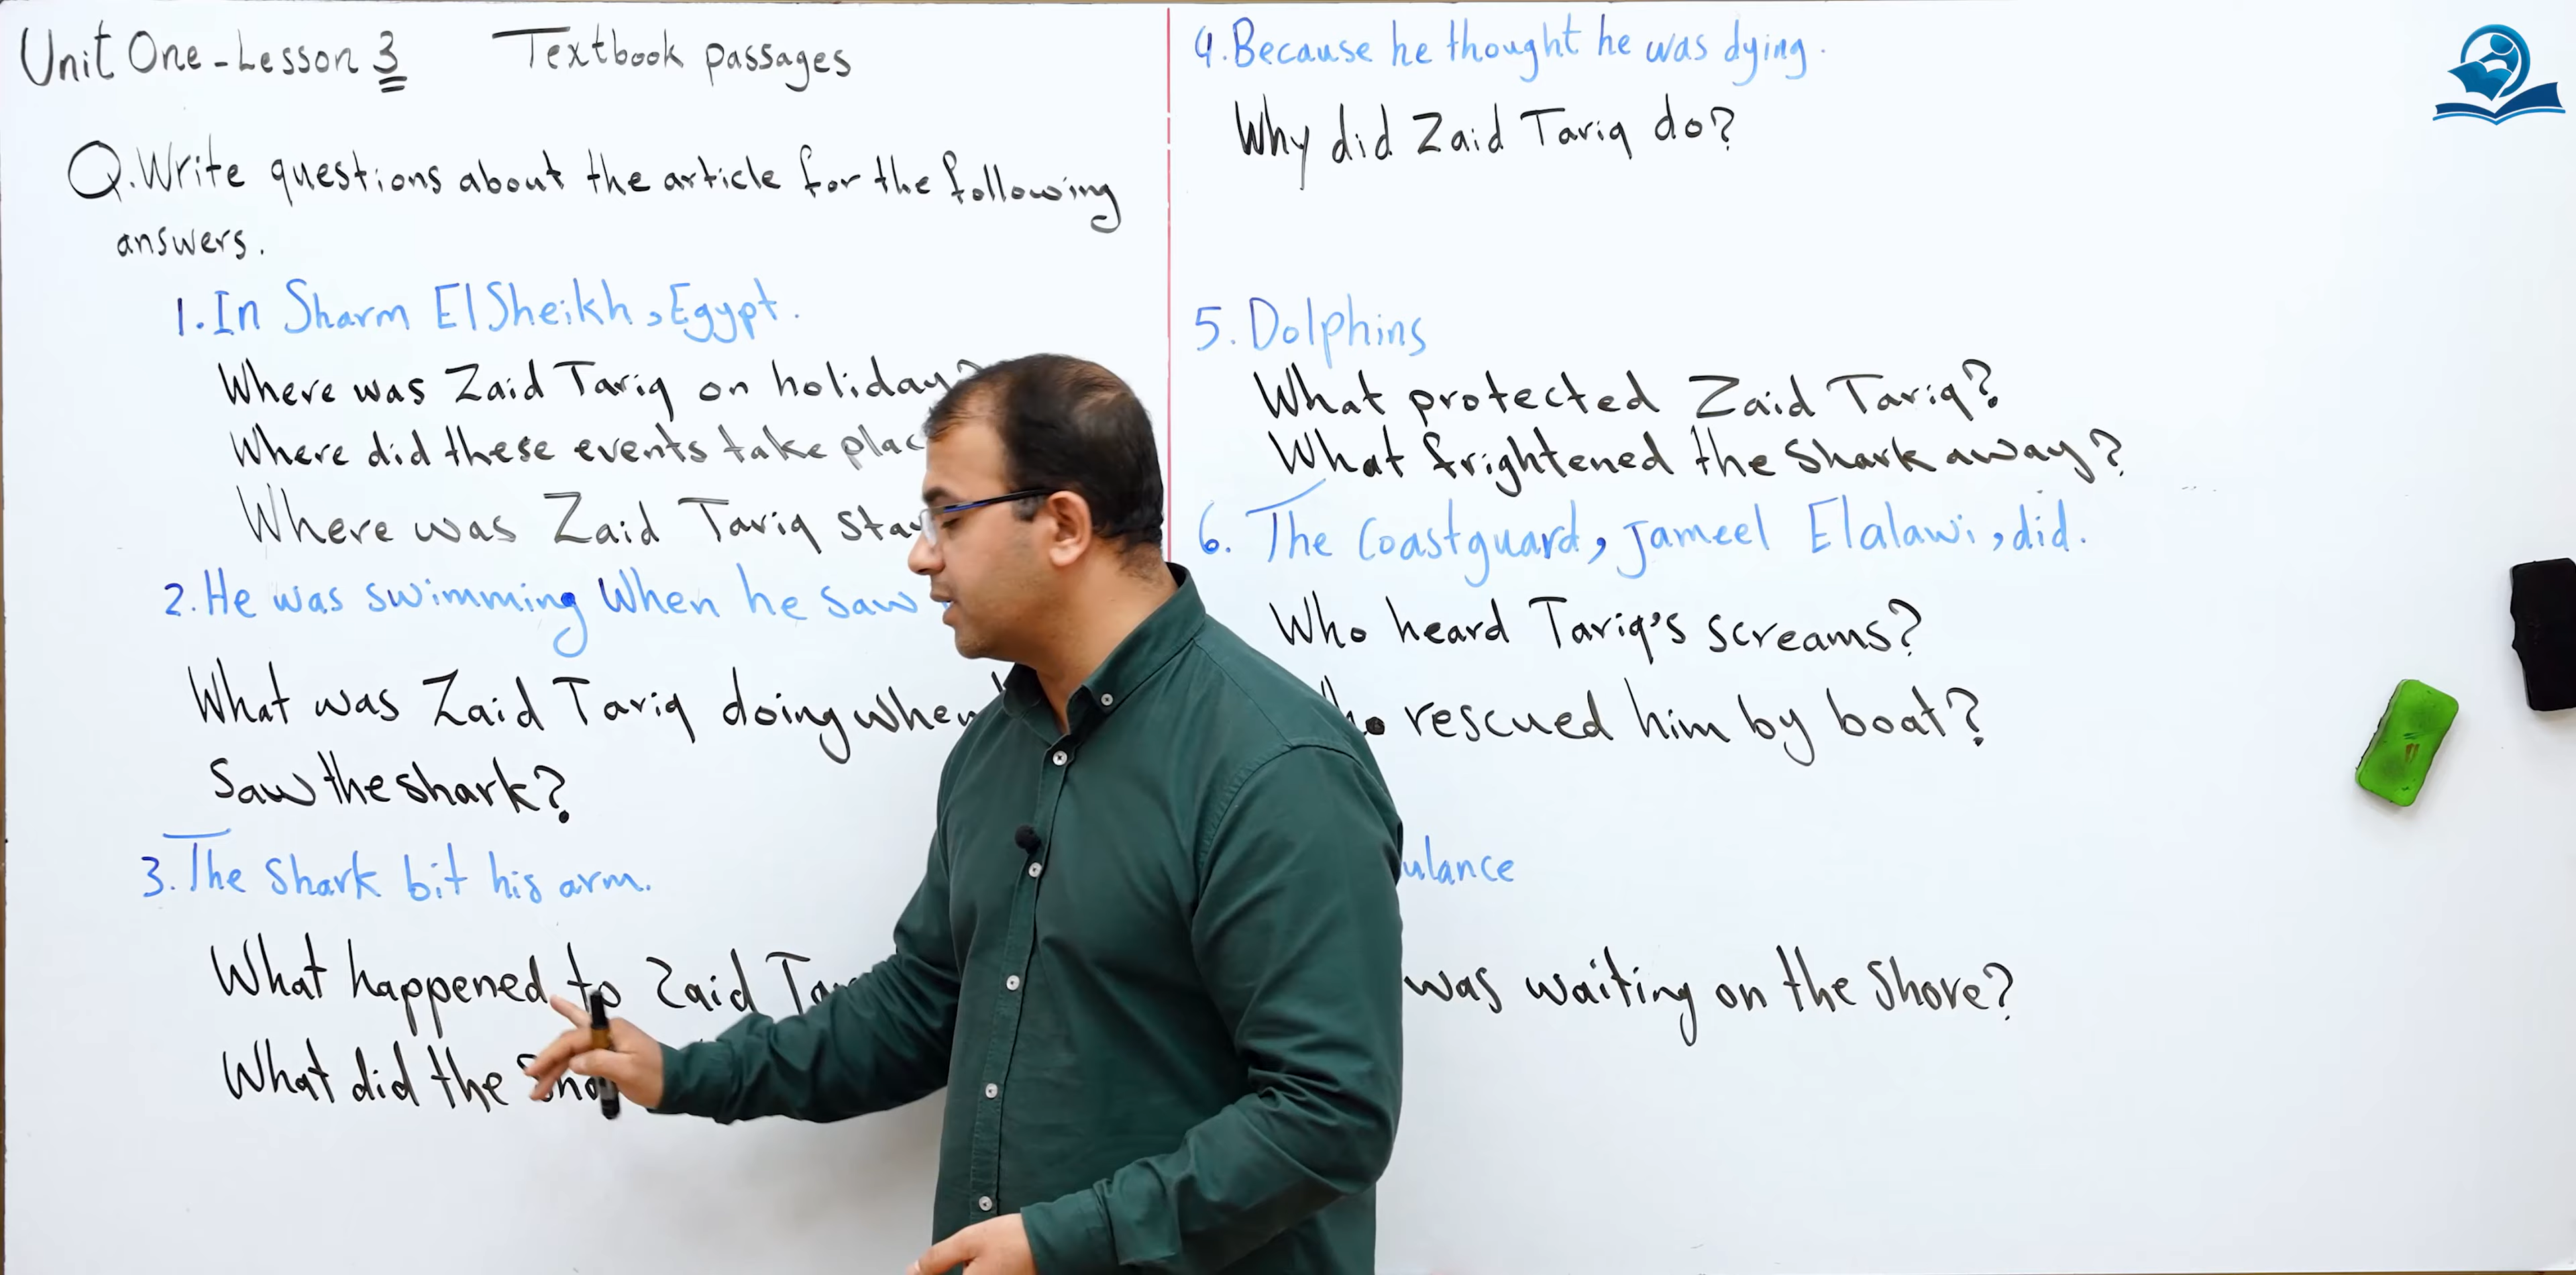 Unit One - Lesson 3 Textbook passages
Q. Write questions about the article for the following
answers.
1. In Sharm El Sheikh, Egypt.
Where was Zaid Tariq on holiday?
Where did these events take
Where was Zaid Tariq
2. He was swimming When he saw
What was Zaid Tariq doing when
Saw the shark?
3. The shark bit his arm.
What happened to Zaid
What did the
4. Because he thought he was dying.
Why did Zaid Tariq do?
5. Dolphins
What protected Zaid Tariq?
What frightened the shark away?
6. The Coastguard, Jameel Elalawi, did.
Who heard Tariq's screams?
rescued him by boat?
was waiting on the shore?